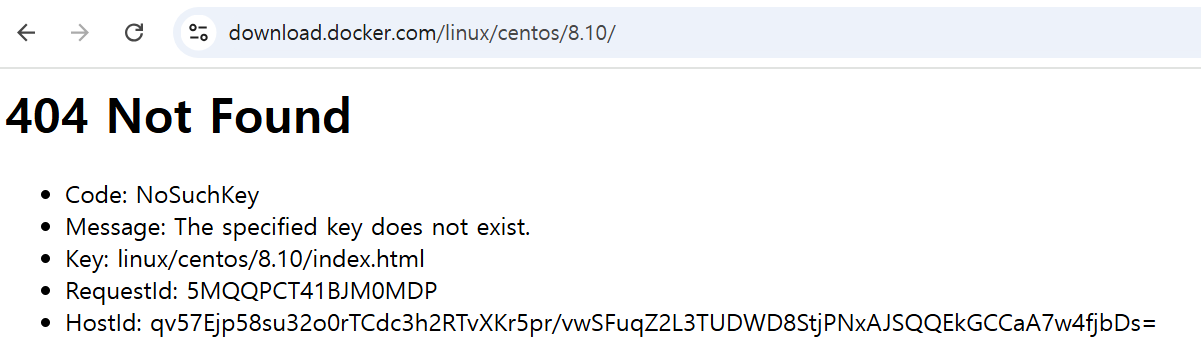 download.docker.com/linux/centos/8.10/
404 Not Found
Code: NoSuchKey
Message: The specified key does not exist.
Key: linux/centos/8.10/index.html
RequestId: 5MQQPCT41BJM0MDP
HostId: qv57Ejp58su32o0rTCdc3h2RTvXKr5pr/vwSFuqZ2L3TUDWD8StjPNxAJSQQEkGCCaA7w4fjbDs=